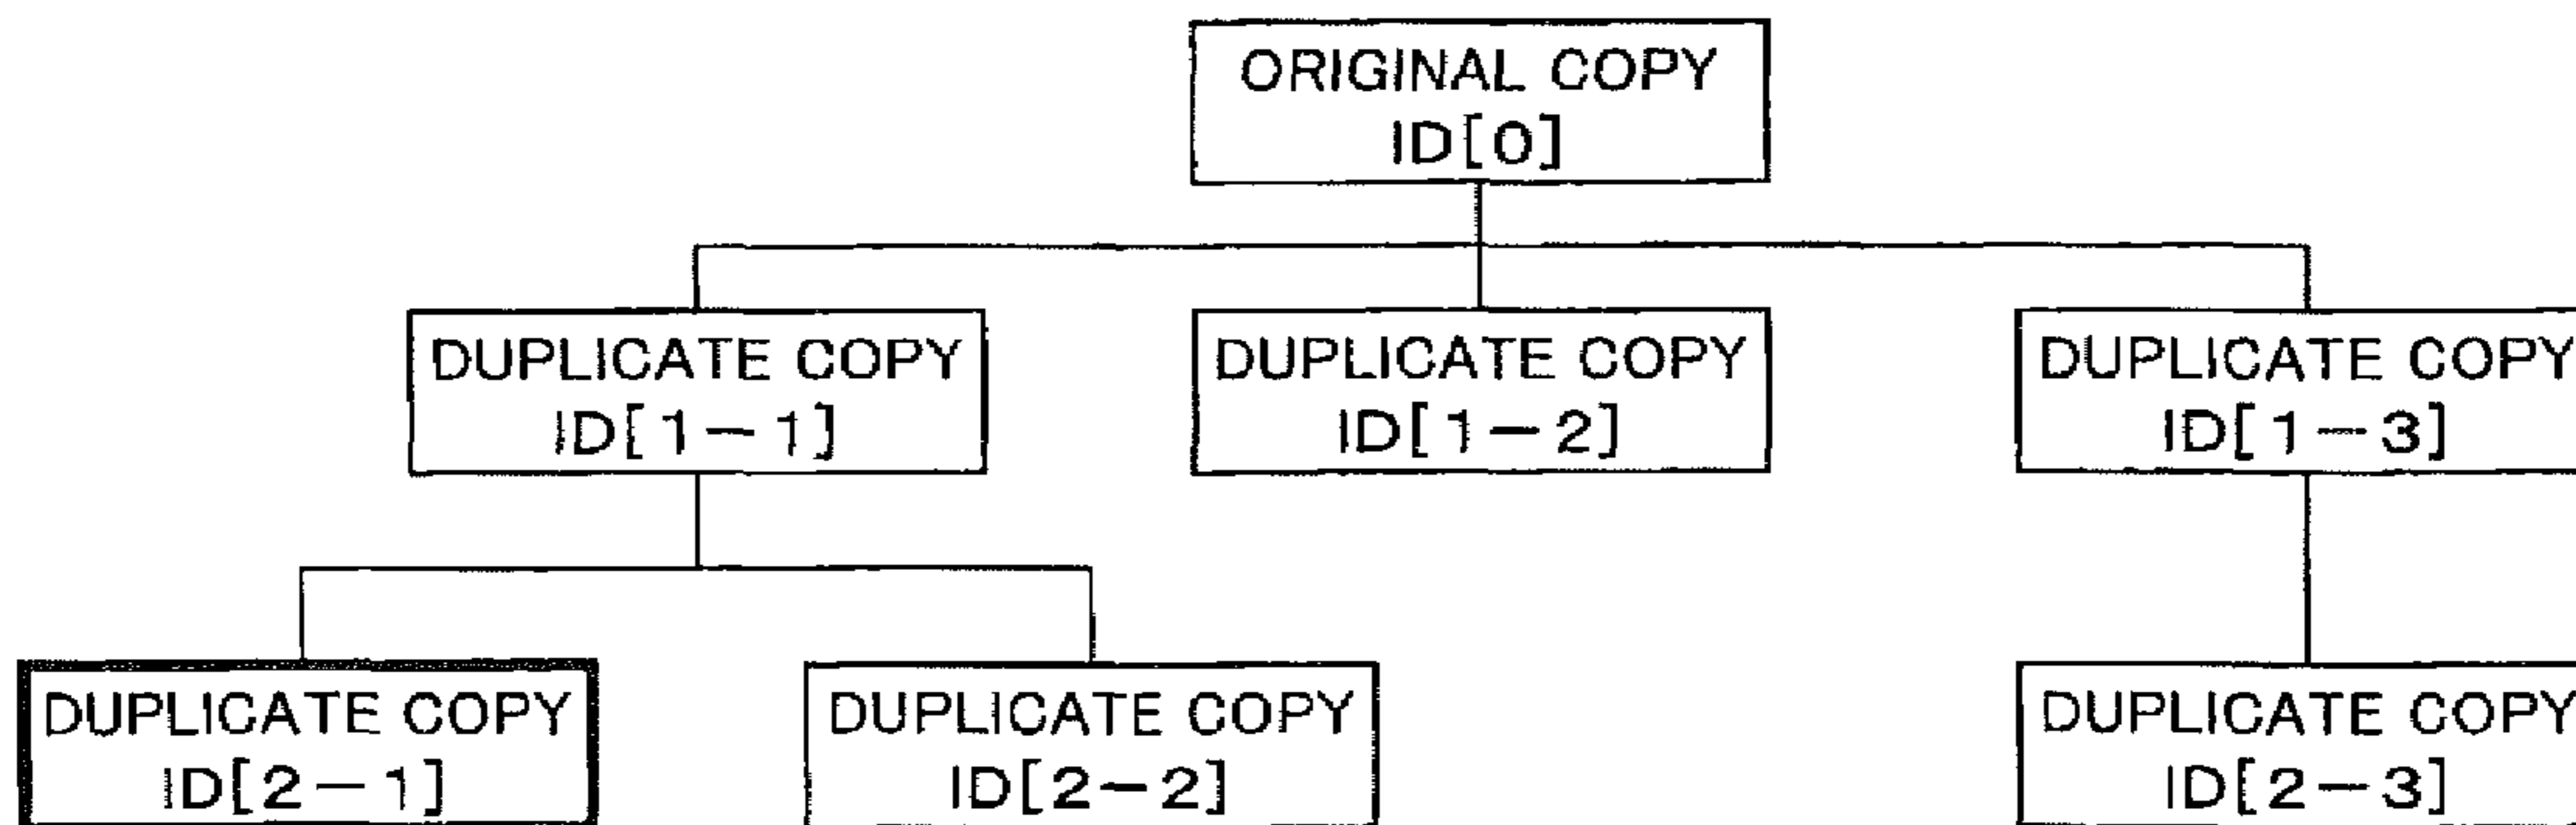 ORIGINAL COPY
ID[0]
DUPLICATE COPY
ID[1-1]
DUPLICATE COPY
ID[1-2]
DUPLICATE COPY
ID[1-3]
DUPLICATE COPY
ID[2-1]
DUPLICATE COPY
ID[2-2]
DUPLICATE COPY
ID[2-3]